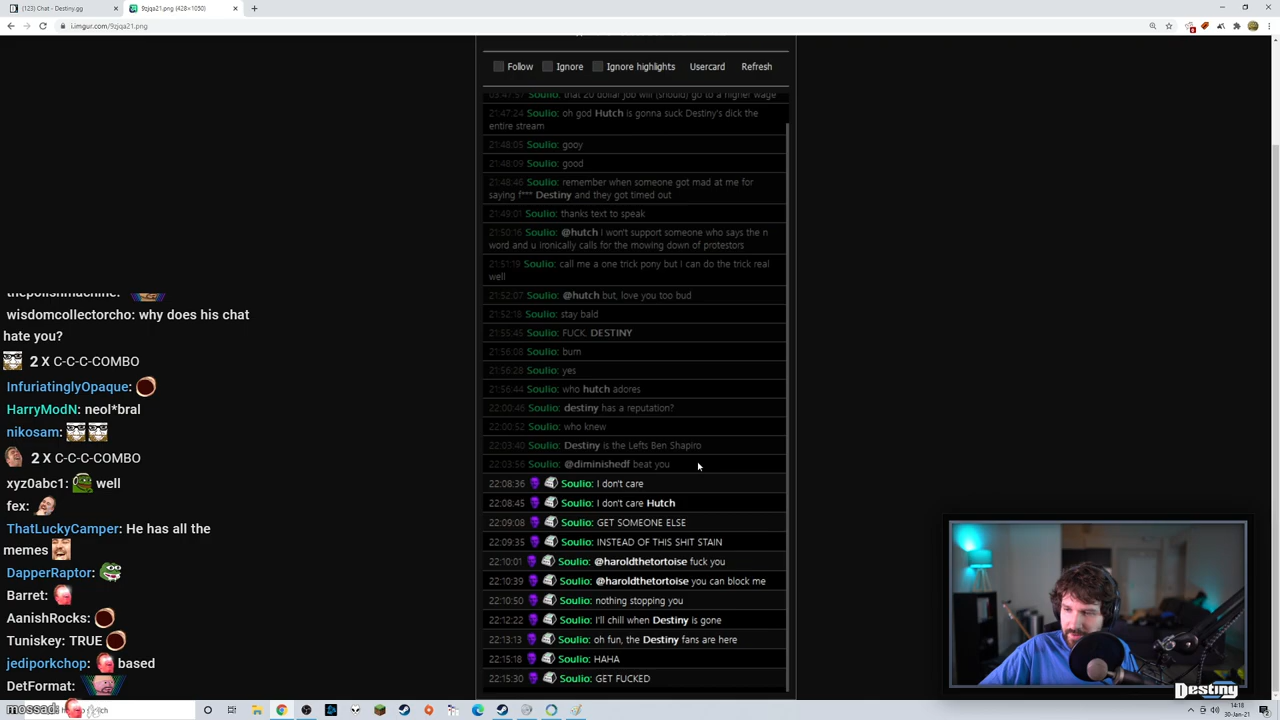 (123) Chat - Destiny.gg
9zjqa21.png (428×1050)
i.imgur.com/9zjqa21.png
Follow
Ignore
Ignore highlights
Usercard
Refresh
03:47:57 Soulio: that 20 dollar job will (should) go to a higher wage
21:47:24 Soulio: oh god Hutch is gonna suck Destiny's dick the
entire stream
21:48:05 Soulio: gooy
21:48:09 Soulio: good
21:48:46 Soulio: remember when someone got mad at me for
saying f*** Destiny and they got timed out
21:49:01 Soulio: thanks text to speak
21:50:16 Soulio: @hutch I won't support someone who says the n
word and u ironically calls for the mowing down of protestors
21:51:19 Soulio: call me a one trick pony but I can do the trick real
well
21:52:07 Soulio: @hutch but, love you too bud
21:52:18 Soulio: stay bald
21:55:45 Soulio: FUCK. DESTINY
21:56:08 Soulio: burn
21:56:28 Soulio: yes
21:56:44 Soulio: who hutch adores
22:00:46 Soulio: destiny has a reputation?
22:00:52 Soulio: who knew
22:03:40 Soulio: Destiny is the Lefts Ben Shapiro
22:03:56 Soulio: @diminishedf beat you
22:08:36 Soulio: I don't care
22:08:45 Soulio: I don't care Hutch
22:09:08 Soulio: GET SOMEONE ELSE
22:09:35 Soulio: INSTEAD OF THIS SHIT STAIN
22:10:01 Soulio: @haroldthetortoise fuck you
22:10:39 Soulio: @haroldthetortoise you can block me
22:10:50 Soulio: nothing stopping you
22:12:22 Soulio: I'll chill when Destiny is gone
22:13:13 Soulio: oh fun, the Destiny fans are here
22:15:18 Soulio: HAHA
22:15:30 Soulio: GET FUCKED
thepolishmachine:
wisdomcollectorcho: why does his chat
hate you?
2 X C-C-C-COMBO
InfuriatinglyOpaque:
HarryModN: neol*bral
nikosam:
2 X C-C-C-COMBO
xyz0abc1: well
fex:
ThatLuckyCamper: He has all the
memes
DapperRaptor:
Barret:
AanishRocks:
Tuniskey: TRUE
jediporkchop: based
DetFormat:
mossad:
Destiny
14:18
30-Jan-21